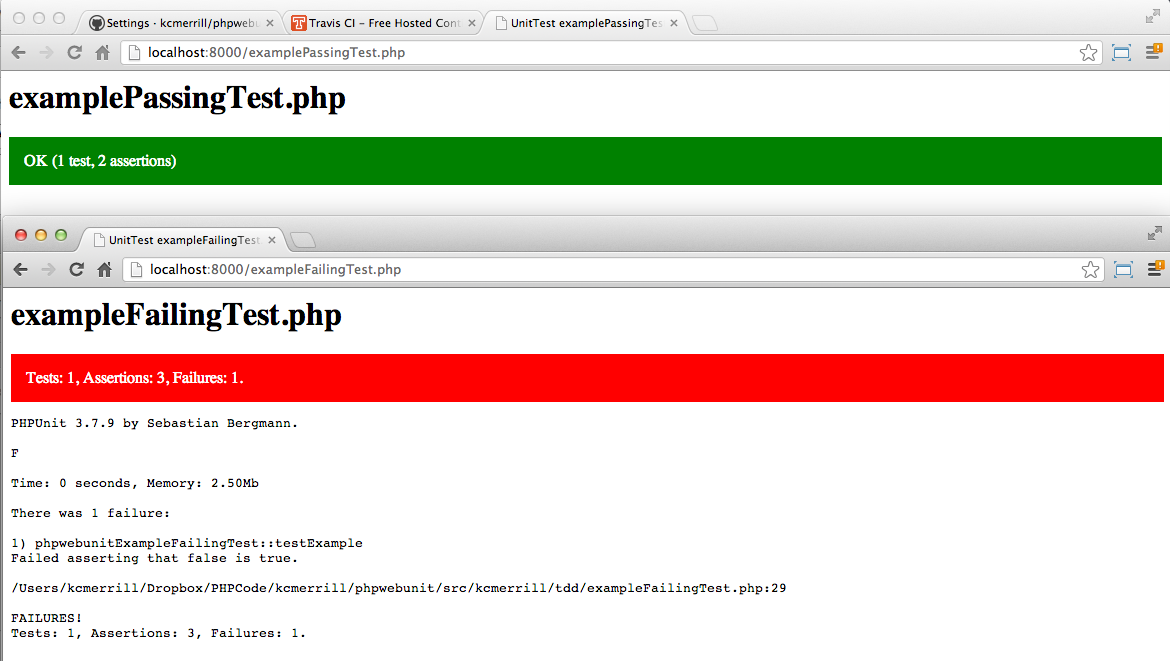 Settings · kcmerrill/phpwebu
Travis CI – Free Hosted Cont
UnitTest examplePassingTes
localhost:8000/examplePassingTest.php
examplePassingTest.php
OK (1 test, 2 assertions)
UnitTest exampleFailingTest.
localhost:8000/exampleFailingTest.php
exampleFailingTest.php
Tests: 1, Assertions: 3, Failures: 1.
PHPUnit 3.7.9 by Sebastian Bergmann.
F
Time: 0 seconds, Memory: 2.50Mb
There was 1 failure:
1) phpwebunitExampleFailingTest::testExample
Failed asserting that false is true.
/Users/kcmerrill/Dropbox/PHPCode/kcmerrill/phpwebunit/src/kcmerrill/tdd/exampleFailingTest.php:29
FAILURES!
Tests: 1, Assertions: 3, Failures: 1.